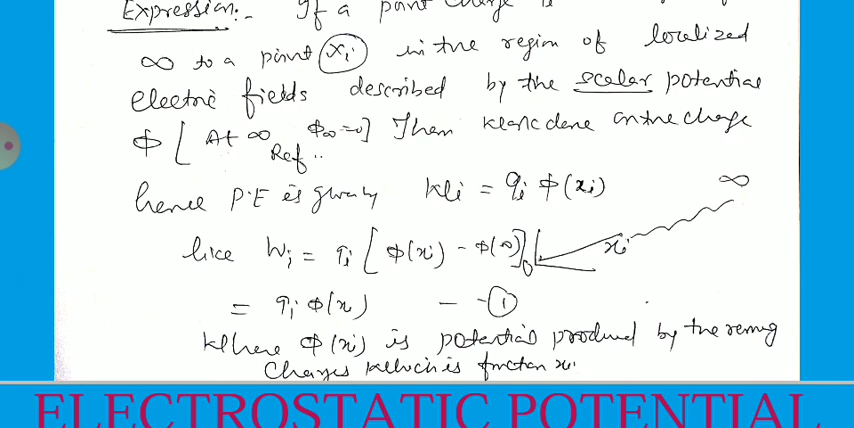 Expression:- If a point charge is
∞ to a point xi in the region of localized
electric fields described by the scalar potential
Φ [ At ∞ Φ∞=0] Then done on the charge
Ref..
hence P.E is given by Wi = qi Φ(xi)
∞
like Wi = qi [ Φ(xi) - Φ(∞) ]
0
xi
= qi Φ(x) - - (1)
Where Φ(xi) is potential produced by the
Charges which is function xi
ELECTROSTATIC POTENTIAL